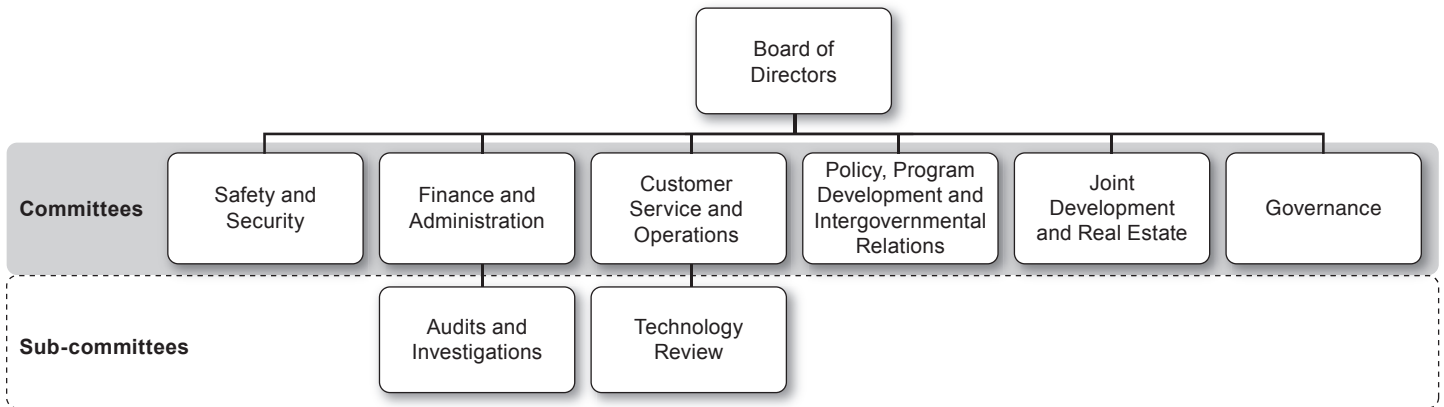 Board of
Directors
Committees
Safety and
Security
Finance and
Administration
Customer
Service and
Operations
Policy, Program
Development and
Intergovernmental
Relations
Joint
Development
and Real Estate
Governance
Sub-committees
Audits and
Investigations
Technology
Review